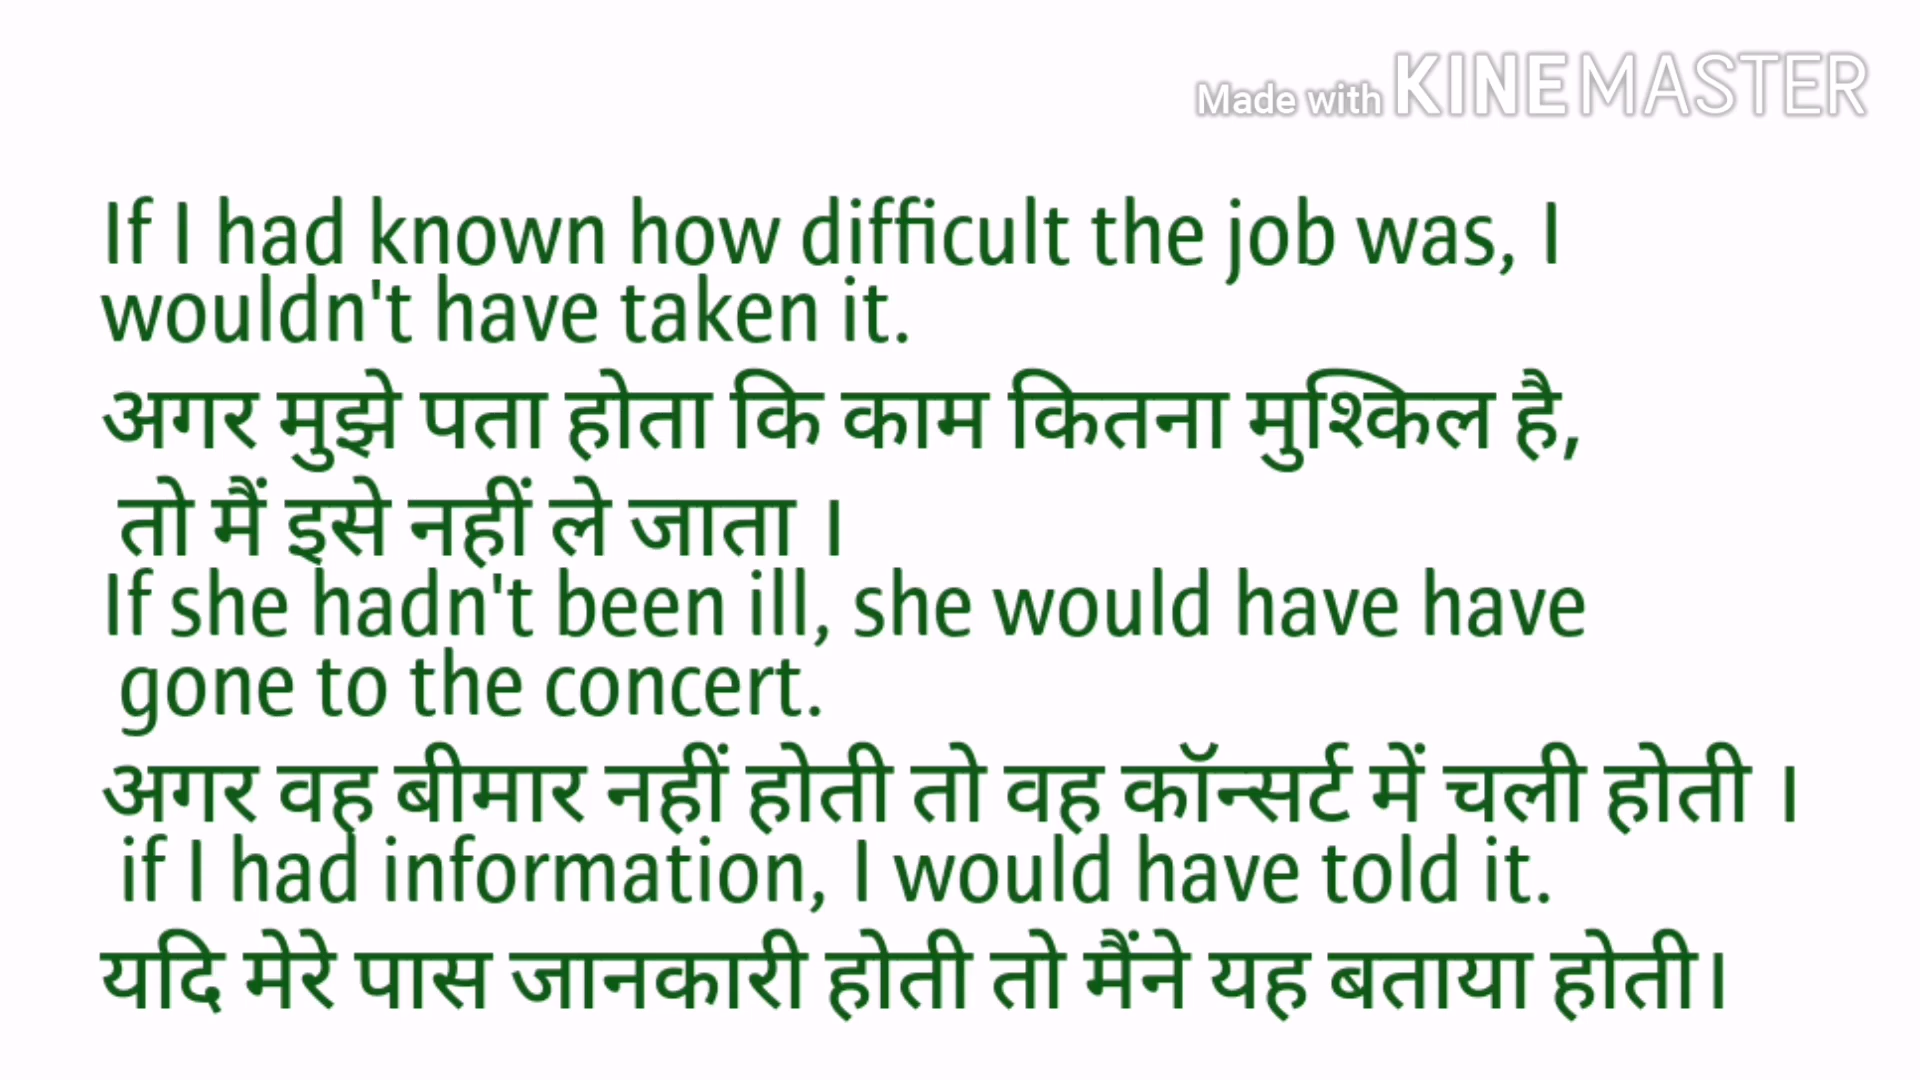 Made with KINEMASTER
If I had known how difficult the job was, I
wouldn't have taken it.
अगर मुझे पता होता कि काम कितना मुश्किल है,
तो मैं इसे नहीं ले जाता ।
If she hadn't been ill, she would have have
gone to the concert.
अगर वह बीमार नहीं होती तो वह कॉन्सर्ट में चली होती ।
if I had information, I would have told it.
यदि मेरे पास जानकारी होती तो मैंने यह बताया होती।